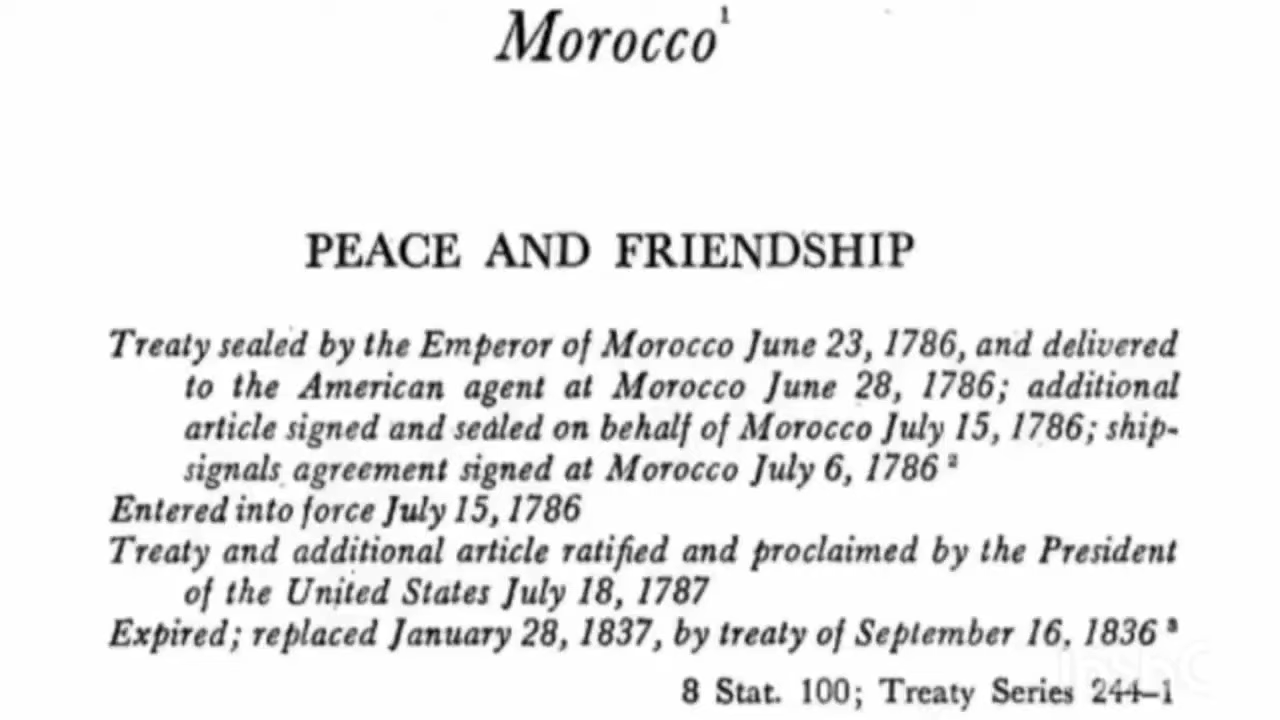 Morocco¹
PEACE AND FRIENDSHIP
Treaty sealed by the Emperor of Morocco June 23, 1786, and delivered
to the American agent at Morocco June 28, 1786; additional
article signed and sealed on behalf of Morocco July 15, 1786; ship-
signals agreement signed at Morocco July 6, 1786 ²
Entered into force July 15, 1786
Treaty and additional article ratified and proclaimed by the President
of the United States July 18, 1787
Expired; replaced January 28, 1837, by treaty of September 16, 1836 ³
8 Stat. 100; Treaty Series 244–1